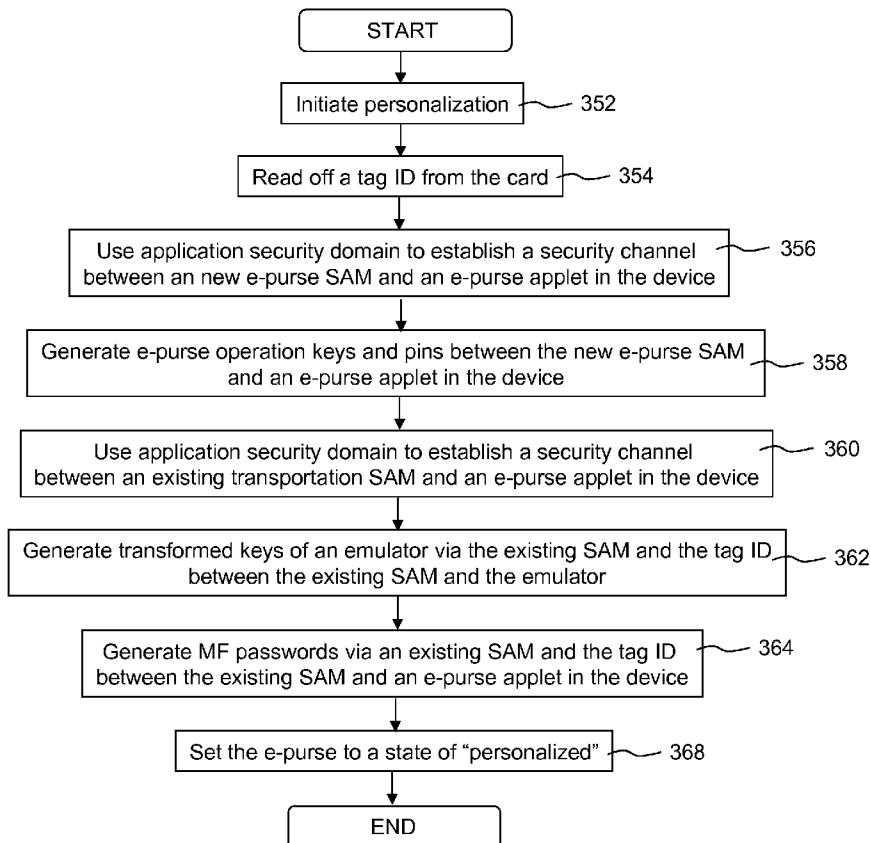 START
Initiate personalization
352
Read off a tag ID from the card
354
Use application security domain to establish a security channel
between an new e-purse SAM and an e-purse applet in the device
356
Generate e-purse operation keys and pins between the new e-purse SAM
and an e-purse applet in the device
358
Use application security domain to establish a security channel
between an existing transportation SAM and an e-purse applet in the device
360
Generate transformed keys of an emulator via the existing SAM and the tag ID
between the existing SAM and the emulator
362
Generate MF passwords via an existing SAM and the tag ID
between the existing SAM and an e-purse applet in the device
364
Set the e-purse to a state of “personalized”
368
END